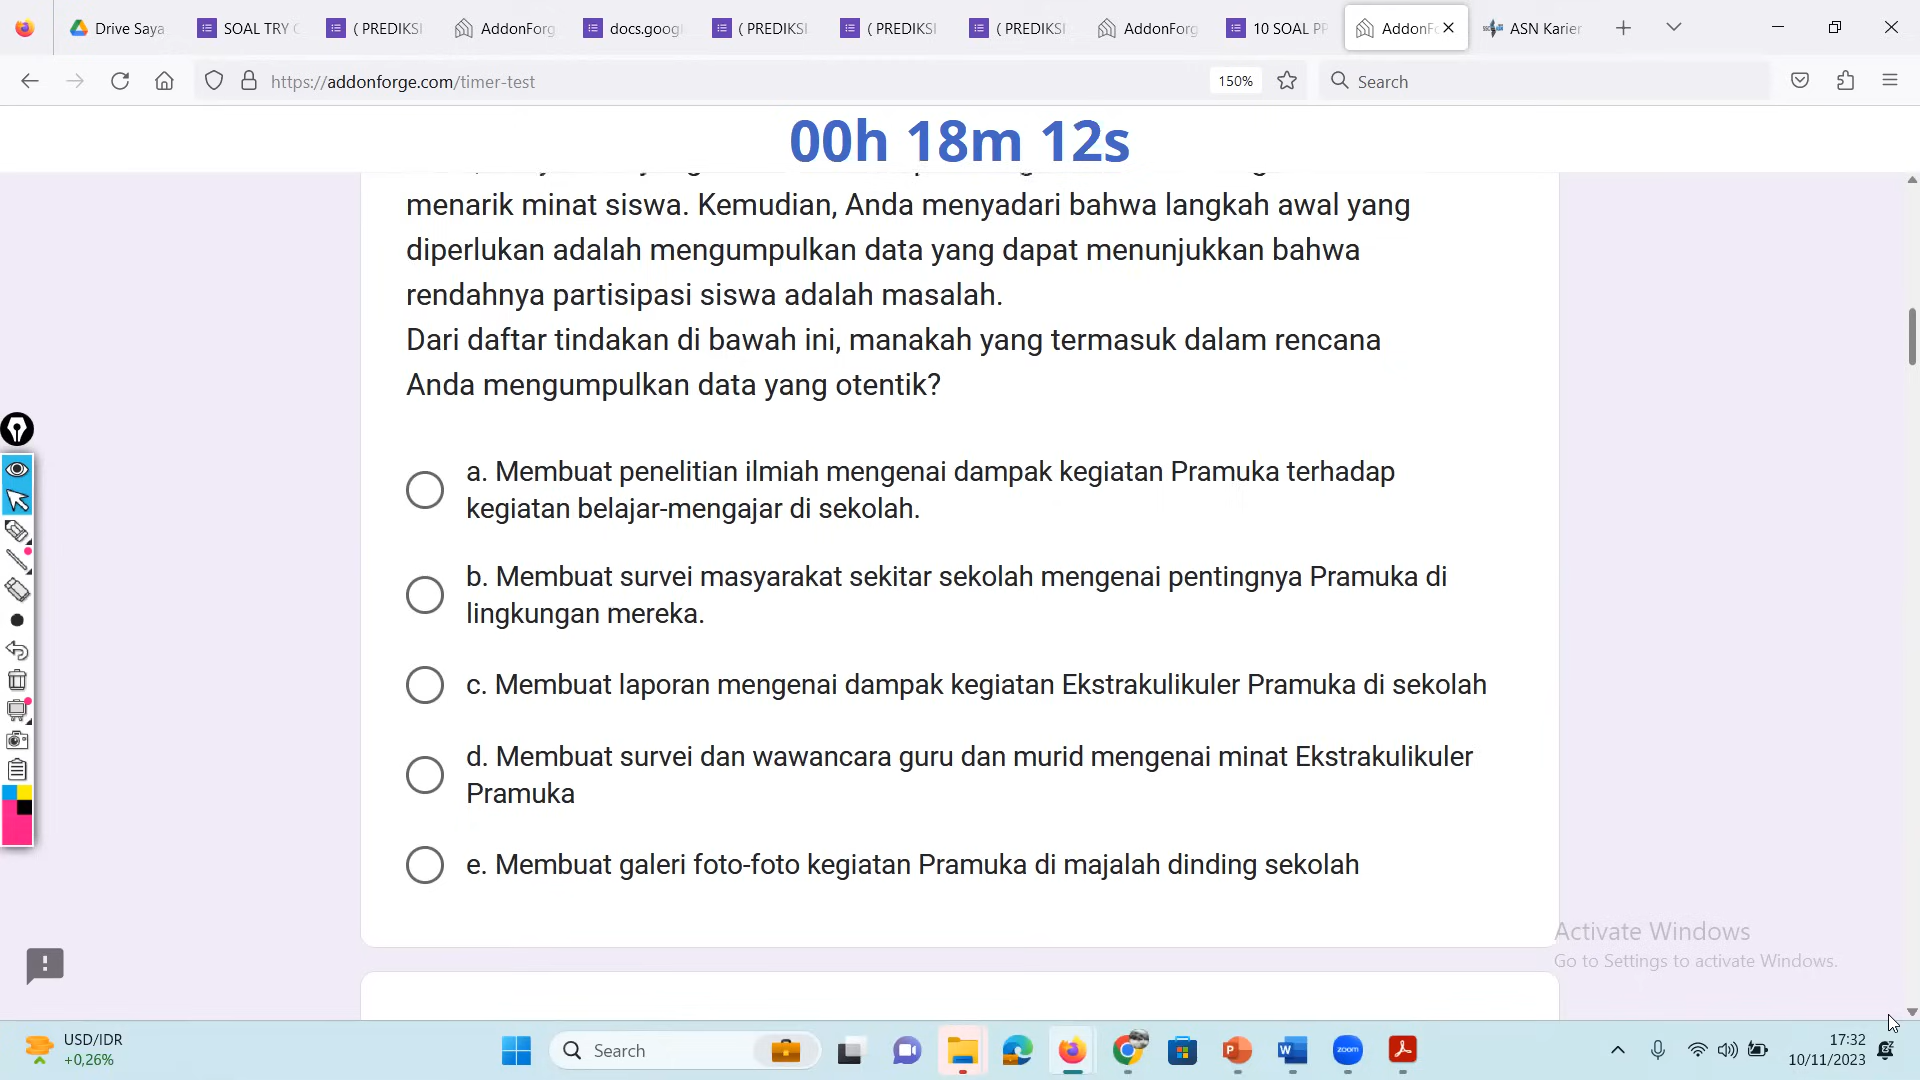 Drive Saya
SOAL TRY
( PREDIKSI
AddonForg
docs.googl
( PREDIKSI
( PREDIKSI
( PREDIKSI
AddonForg
10 SOAL PP
AddonFo
ASN Karier
https://addonforge.com/timer-test
150%
Search
00h 18m 12s
menarik minat siswa. Kemudian, Anda menyadari bahwa langkah awal yang
diperlukan adalah mengumpulkan data yang dapat menunjukkan bahwa
rendahnya partisipasi siswa adalah masalah.
Dari daftar tindakan di bawah ini, manakah yang termasuk dalam rencana
Anda mengumpulkan data yang otentik?
a. Membuat penelitian ilmiah mengenai dampak kegiatan Pramuka terhadap
kegiatan belajar-mengajar di sekolah.
b. Membuat survei masyarakat sekitar sekolah mengenai pentingnya Pramuka di
lingkungan mereka.
c. Membuat laporan mengenai dampak kegiatan Ekstrakulikuler Pramuka di sekolah
d. Membuat survei dan wawancara guru dan murid mengenai minat Ekstrakulikuler
Pramuka
e. Membuat galeri foto-foto kegiatan Pramuka di majalah dinding sekolah
Activate Windows
Go to Settings to activate Windows.
USD/IDR
+0,26%
Search
zoom
17:32
10/11/2023